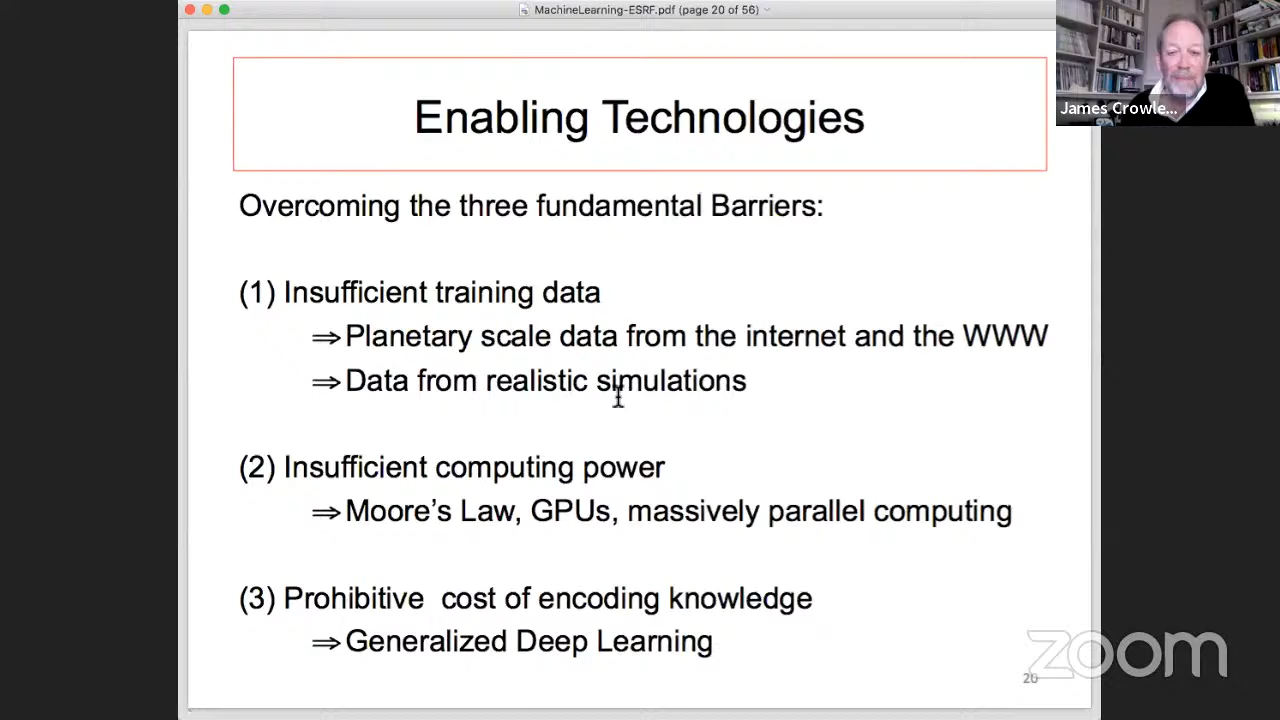 MachineLearning-ESRF.pdf (page 20 of 56)
James Crowle...
Enabling Technologies
Overcoming the three fundamental Barriers:
(1) Insufficient training data
⇒Planetary scale data from the internet and the WWW
⇒Data from realistic simulations
(2) Insufficient computing power
⇒Moore’s Law, GPUs, massively parallel computing
(3) Prohibitive  cost of encoding knowledge
⇒Generalized Deep Learning
zoom
20